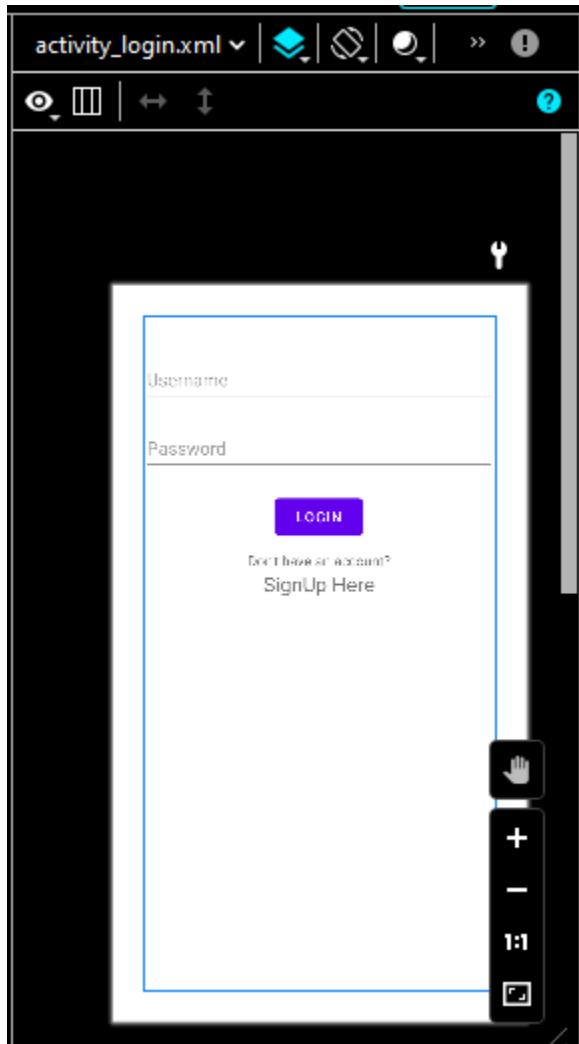 activity_login.xml
Username
Password
LOGIN
Don't have an account?
SignUp Here
1:1